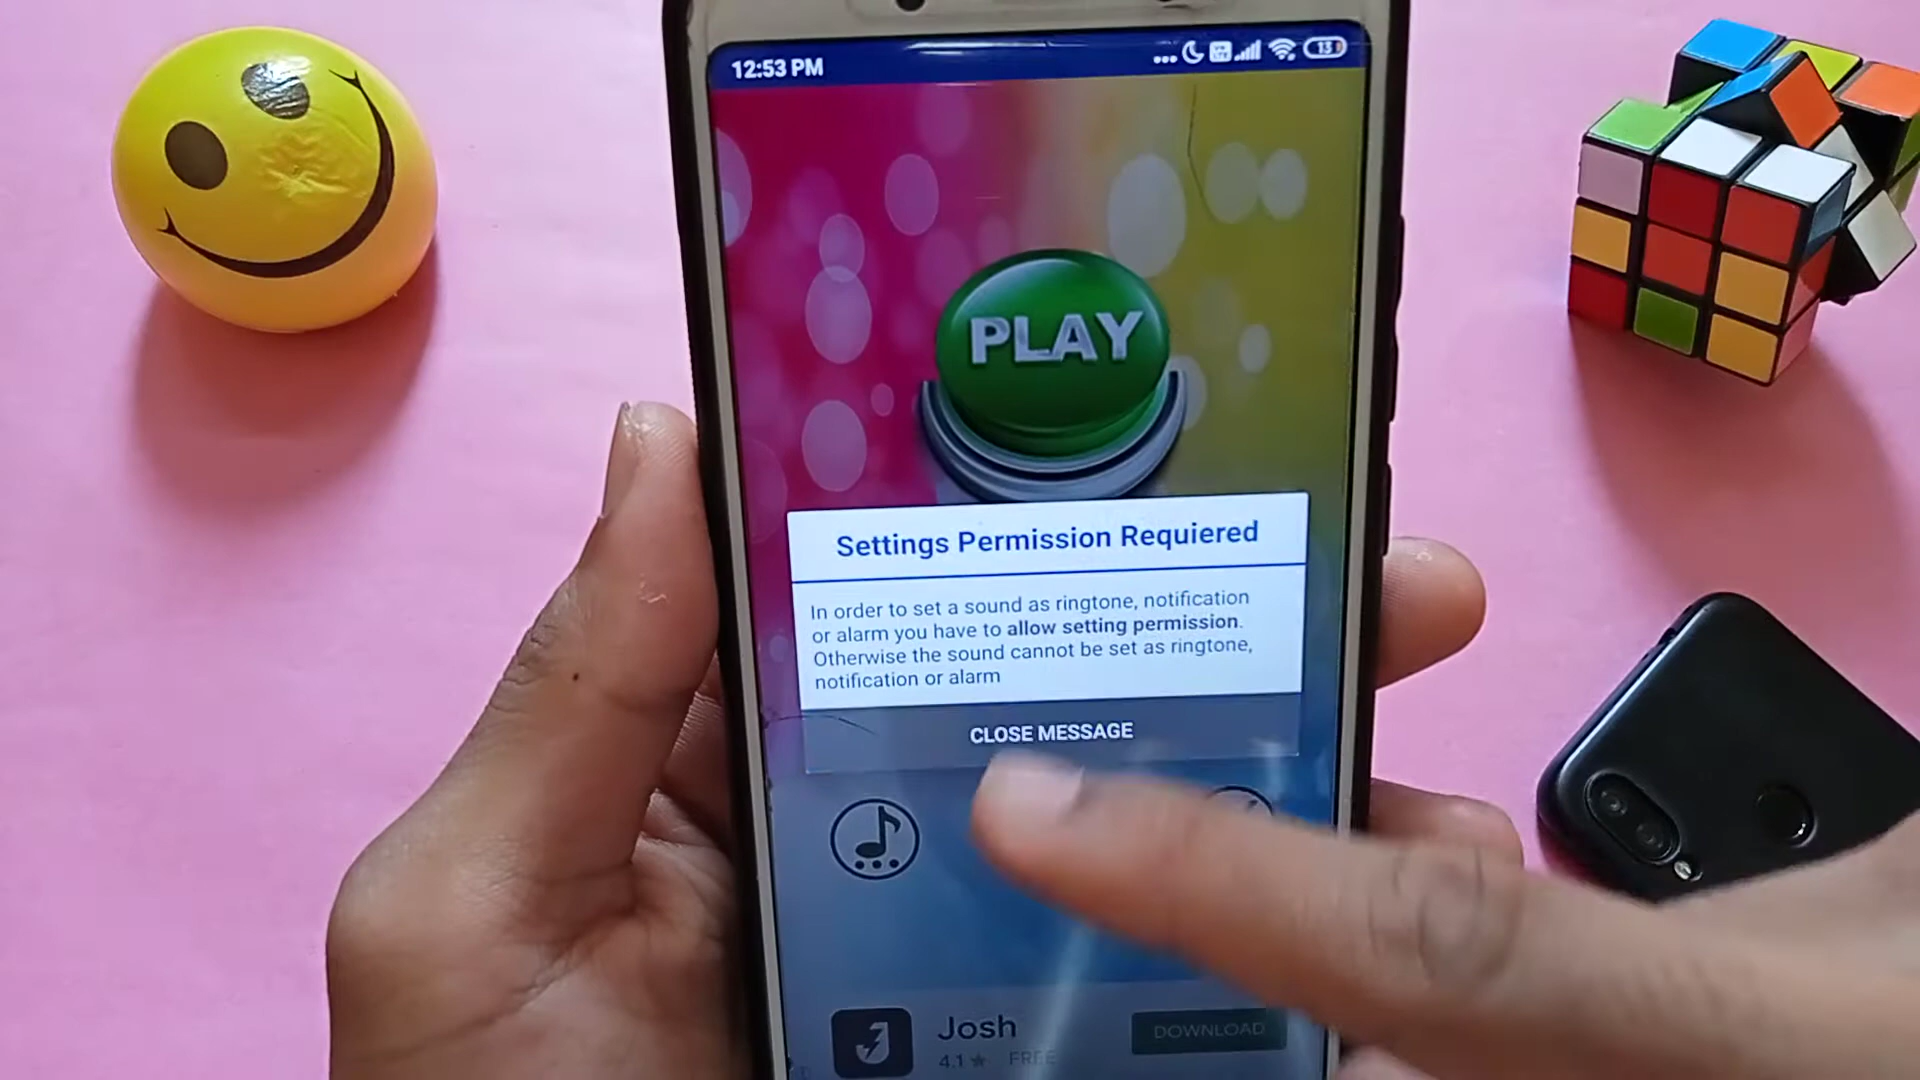 12:53 PM
13
PLAY
Settings Permission Requiered
In order to set a sound as ringtone, notification
or alarm you have to allow setting permission.
Otherwise the sound cannot be set as ringtone,
notification or alarm
CLOSE MESSAGE
Josh
DOWNLOAD
4.1★ FREE